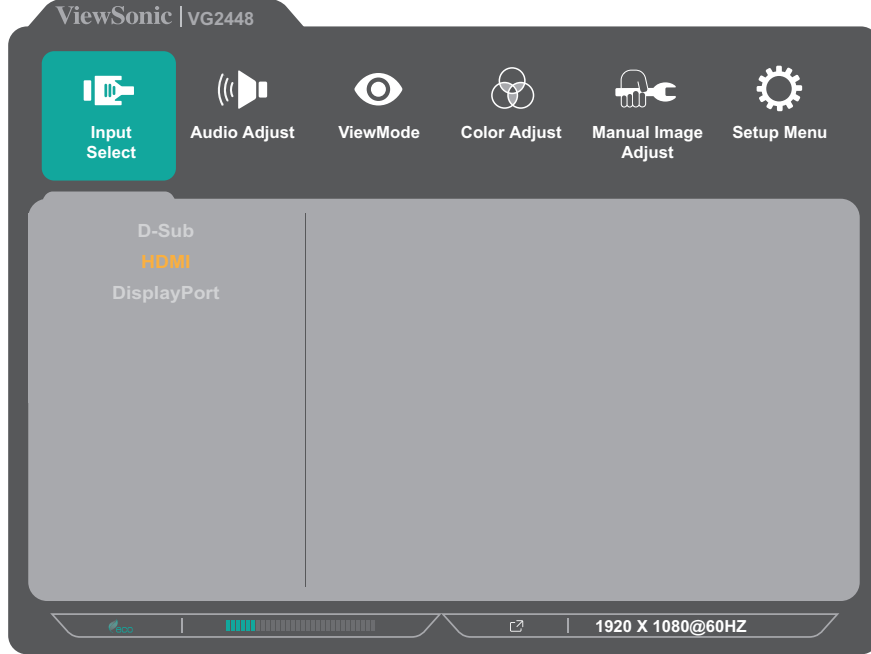 ViewSonic | VG2448
Input
Select
Audio Adjust
ViewMode
Color Adjust
Manual Image
Adjust
Setup Menu
D-Sub
HDMI
DisplayPort
eco
1920 X 1080@60HZ